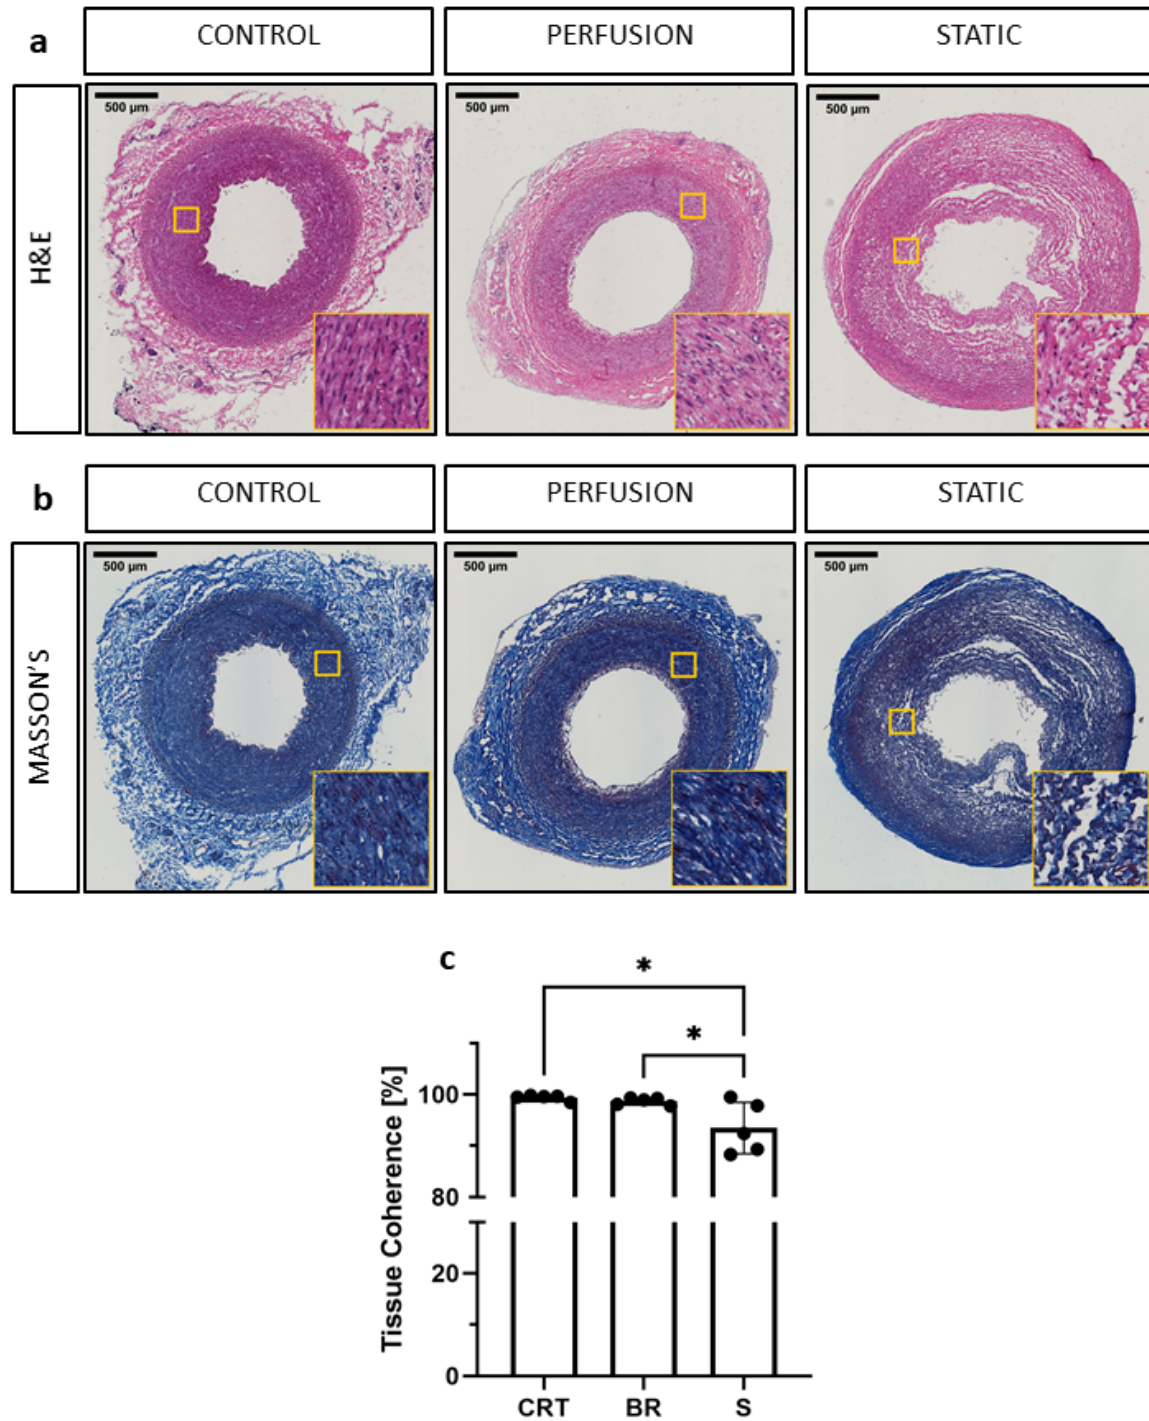 a
CONTROL
PERFUSION
STATIC
H&E
500 µm
500 µm
500 µm
b
CONTROL
PERFUSION
STATIC
MASSON'S
500 µm
500 µm
500 µm
c
*
*
Tissue Coherence [%]
100
80
20
0
CRT
BR
S